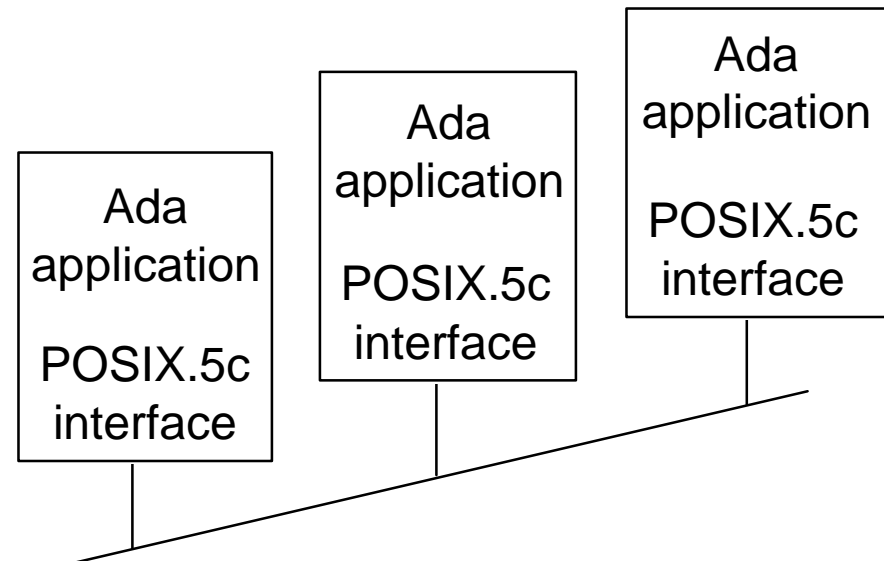 Ada
application
POSIX.5c
interface
Ada
application
POSIX.5c
interface
Ada
application
POSIX.5c
interface